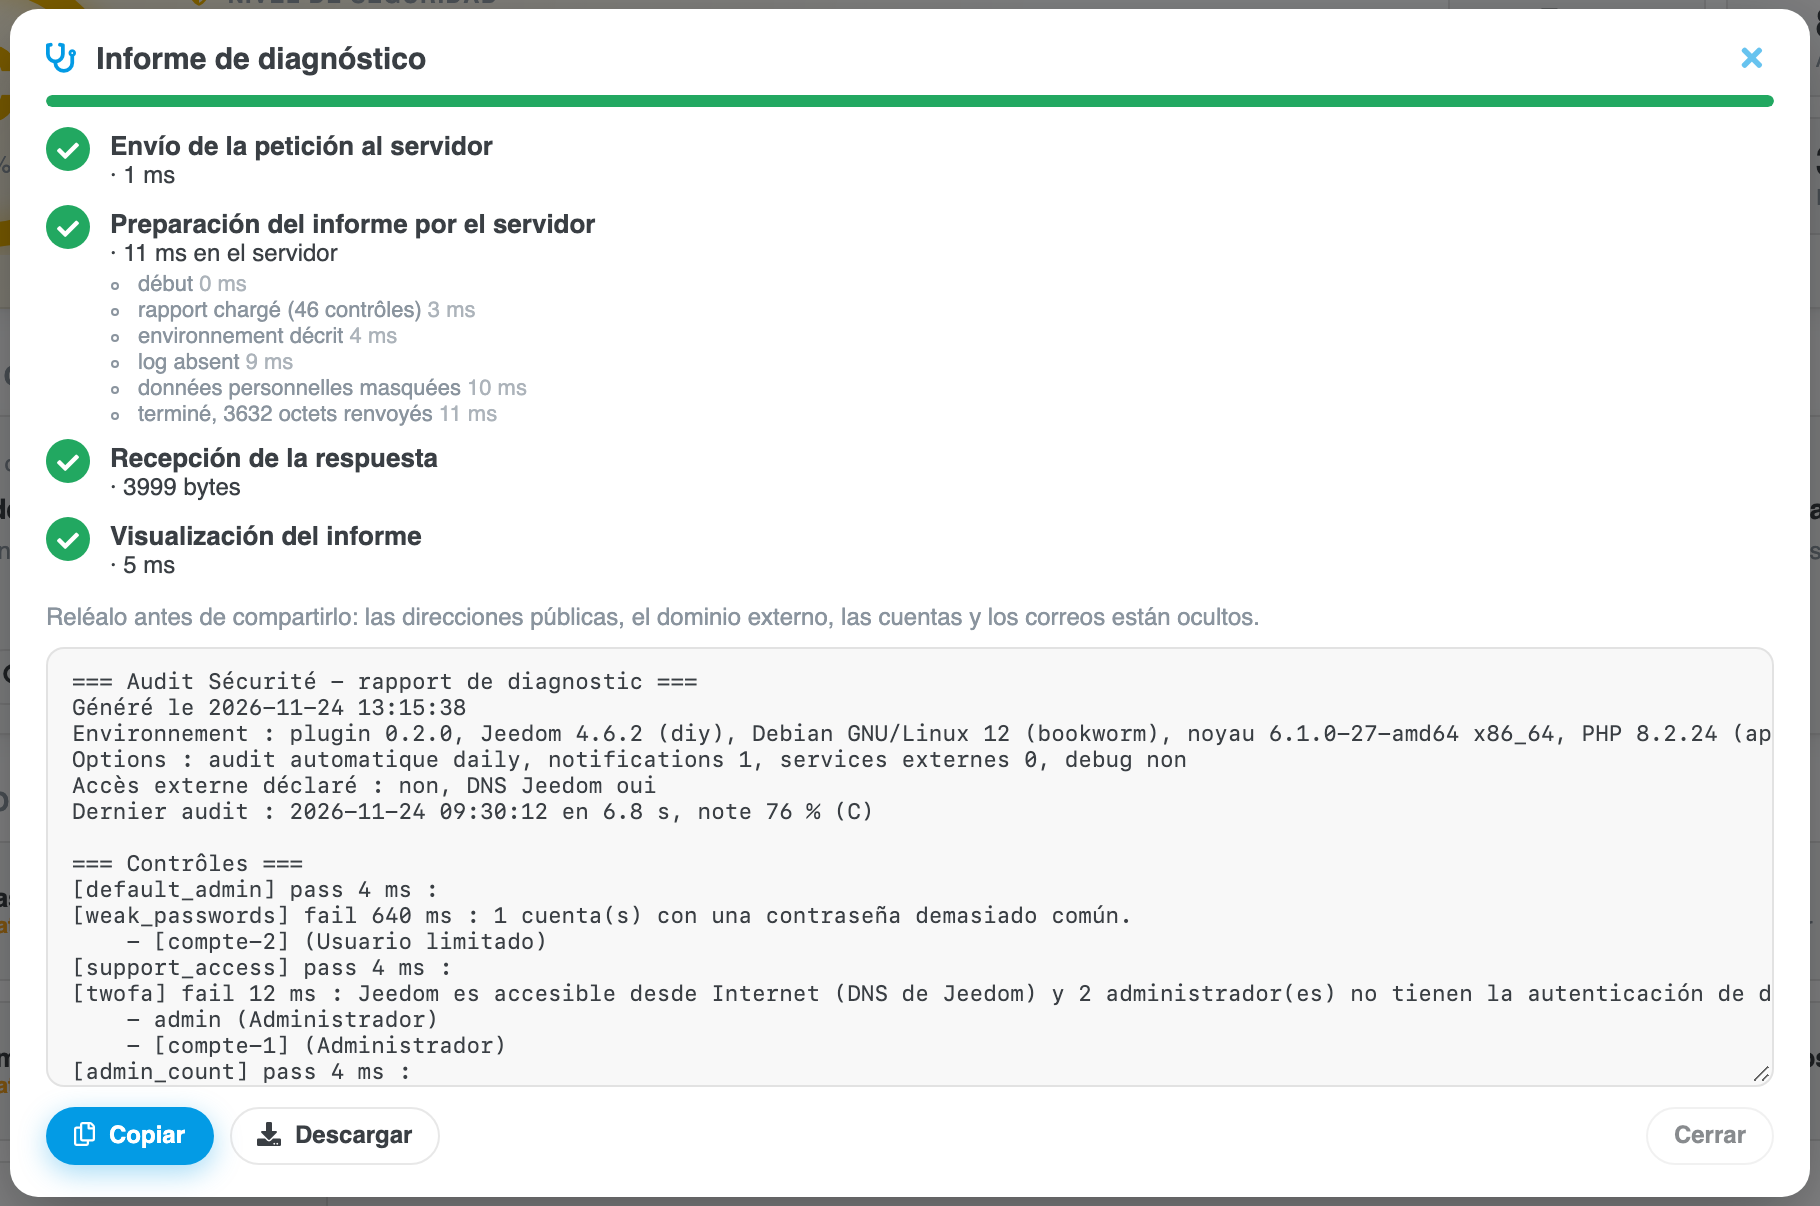 NIVEL DE SEGURIDAD
Informe de diagnóstico
Envío de la petición al servidor
· 1 ms
Preparación del informe por el servidor
· 11 ms en el servidor
début 0 ms
rapport chargé (46 contrôles) 3 ms
environnement décrit 4 ms
log absent 9 ms
données personnelles masquées 10 ms
terminé, 3632 octets renvoyés 11 ms
Recepción de la respuesta
· 3999 bytes
Visualización del informe
· 5 ms
Reléalo antes de compartirlo: las direcciones públicas, el dominio externo, las cuentas y los correos están ocultos.
=== Audit Sécurité — rapport de diagnostic ===
Généré le 2026-11-24 13:15:38
Environnement : plugin 0.2.0, Jeedom 4.6.2 (diy), Debian GNU/Linux 12 (bookworm), noyau 6.1.0-27-amd64 x86_64, PHP 8.2.24 (ap
Options : audit automatique daily, notifications 1, services externes 0, debug non
Accès externe déclaré : non, DNS Jeedom oui
Dernier audit : 2026-11-24 09:30:12 en 6.8 s, note 76 % (C)
=== Contrôles ===
[default_admin] pass 4 ms :
[weak_passwords] fail 640 ms : 1 cuenta(s) con una contraseña demasiado común.
– [compte-2] (Usuario limitado)
[support_access] pass 4 ms :
[twofa] fail 12 ms : Jeedom es accesible desde Internet (DNS de Jeedom) y 2 administrador(es) no tienen la autenticación de d
– admin (Administrador)
– [compte-1] (Administrador)
[admin_count] pass 4 ms :
Copiar
Descargar
Cerrar